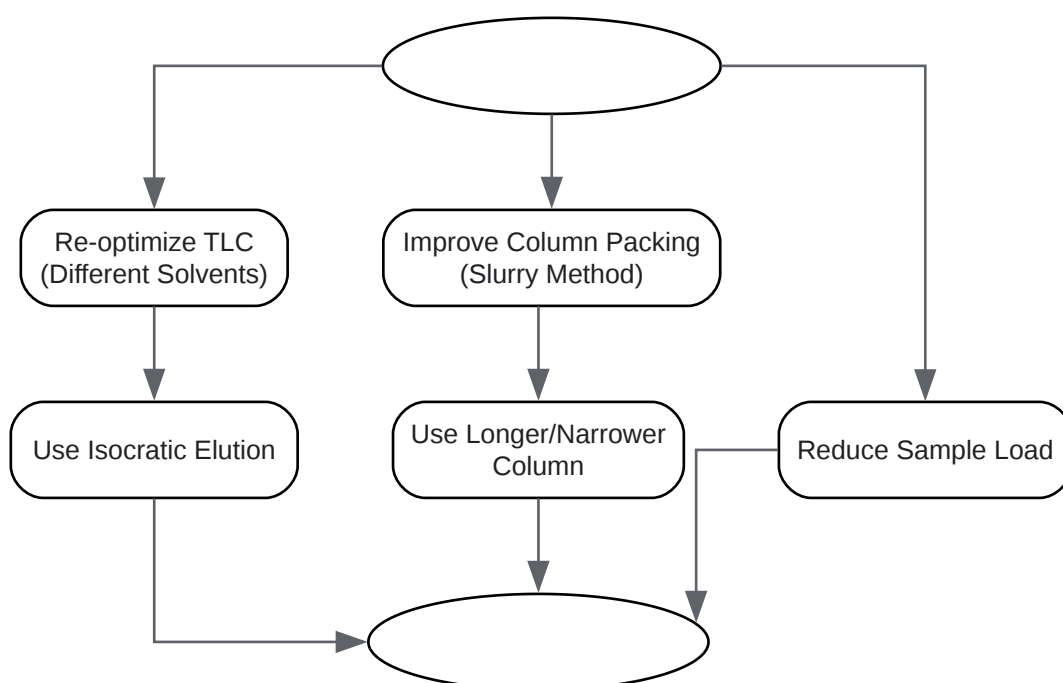 Re-optimize TLC
(Different Solvents)
Improve Column Packing
(Slurry Method)
Use Isocratic Elution
Use Longer/Narrower
Column
Reduce Sample Load